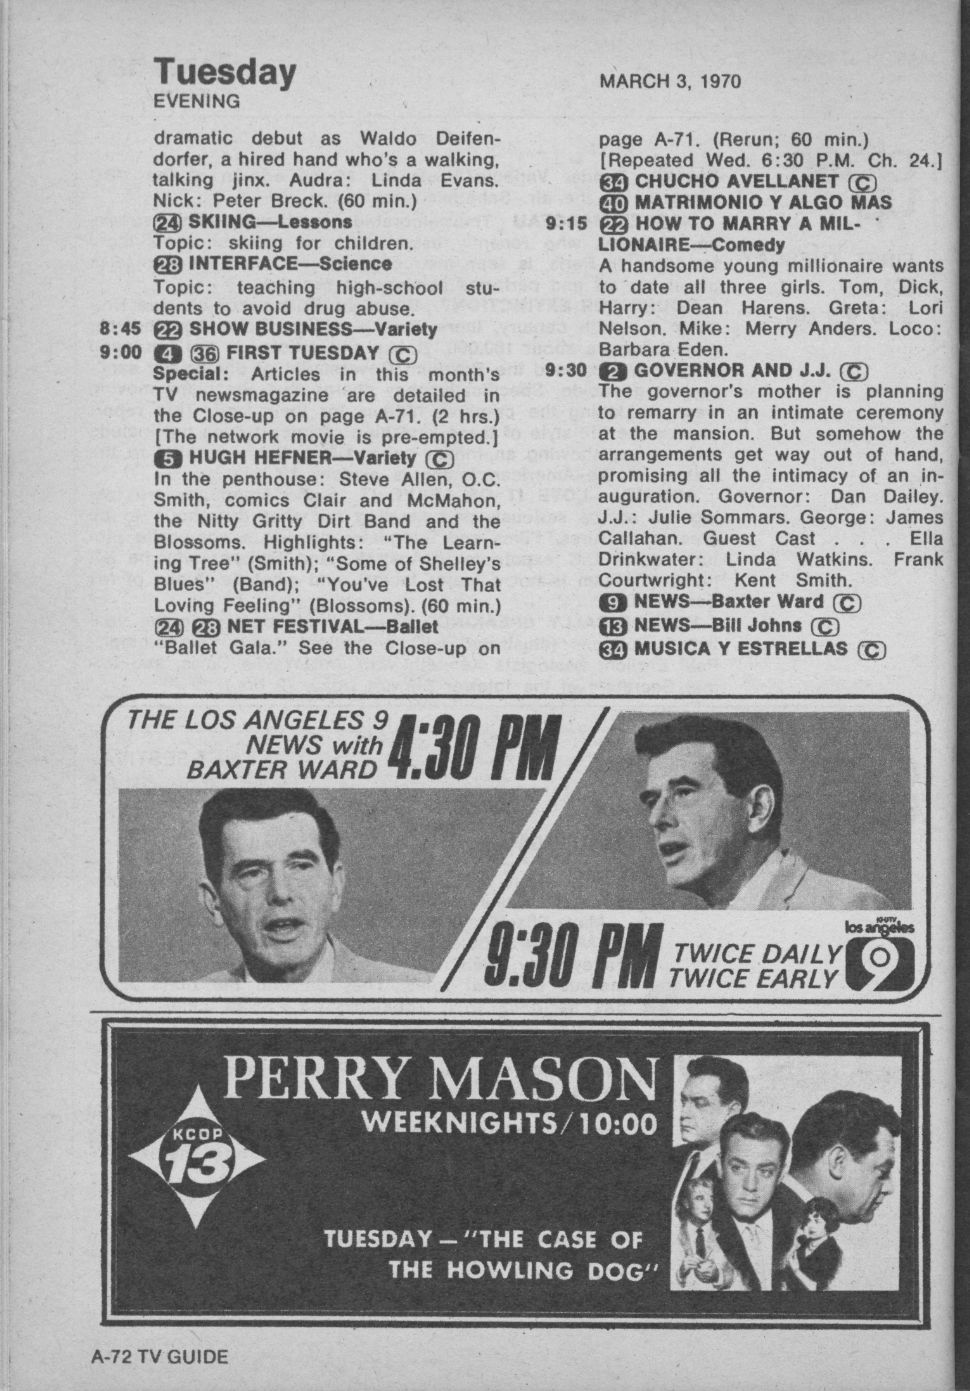 Tuesday
EVENING
MARCH 3, 1970
dramatic debut as Waldo Deifen-
dorfer, a hired hand who's a walking,
talking jinx. Audra: Linda Evans.
Nick: Peter Breck. (60 min.)
24 SKIING—Lessons
Topic: skiing for children.
28 INTERFACE—Science
Topic: teaching high-school stu-
dents to avoid drug abuse.
8:45 22 SHOW BUSINESS—Variety
9:00 4 36 FIRST TUESDAY C
Special: Articles in this month's
TV newsmagazine are detailed in
the Close-up on page A-71. (2 hrs.)
[The network movie is pre-empted.]
5 HUGH HEFNER—Variety C
In the penthouse: Steve Allen, O.C.
Smith, comics Clair and McMahon,
the Nitty Gritty Dirt Band and the
Blossoms. Highlights: "The Learn-
ing Tree" (Smith); "Some of Shelley's
Blues" (Band); "You've Lost That
Loving Feeling" (Blossoms). (60 min.)
24 28 NET FESTIVAL—Ballet
"Ballet Gala." See the Close-up on
page A-71. (Rerun; 60 min.)
[Repeated Wed. 6:30 P.M. Ch. 24.]
34 CHUCHO AVELLANET C
40 MATRIMONIO Y ALGO MAS
9:15 22 HOW TO MARRY A MIL-
LIONAIRE—Comedy
A handsome young millionaire wants
to date all three girls. Tom, Dick,
Harry: Dean Harens. Greta: Lori
Nelson. Mike: Merry Anders. Loco:
Barbara Eden.
9:30 2 GOVERNOR AND J.J. C
The governor's mother is planning
to remarry in an intimate ceremony
at the mansion. But somehow the
arrangements get way out of hand,
promising all the intimacy of an in-
auguration. Governor: Dan Dailey.
J.J.: Julie Sommars. George: James
Callahan. Guest Cast . . . Ella
Drinkwater: Linda Watkins. Frank
Courtwright: Kent Smith.
9 NEWS—Baxter Ward C
13 NEWS—Bill Johns C
34 MUSICA Y ESTRELLAS C
THE LOS ANGELES 9
NEWS with
BAXTER WARD
4:30 PM
9:30 PM
TWICE DAILY
TWICE EARLY
KHJ-TV
los angeles
9
PERRY MASON
WEEKNIGHTS/10:00
KCOP
13
TUESDAY—"THE CASE OF
THE HOWLING DOG"
A-72 TV GUIDE